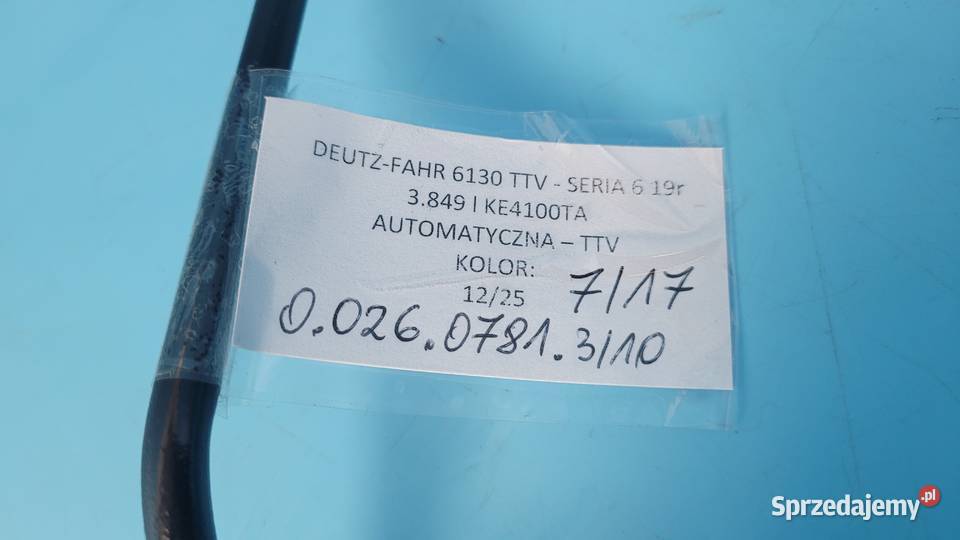 DEUTZ-FAHR 6130 TTV - SERIA 6 19r
3.849 l KE4100TA
AUTOMATYCZNA – TTV
KOLOR:
12/25 7/17
0.026.0781.3/10
Sprzedajemy.pl